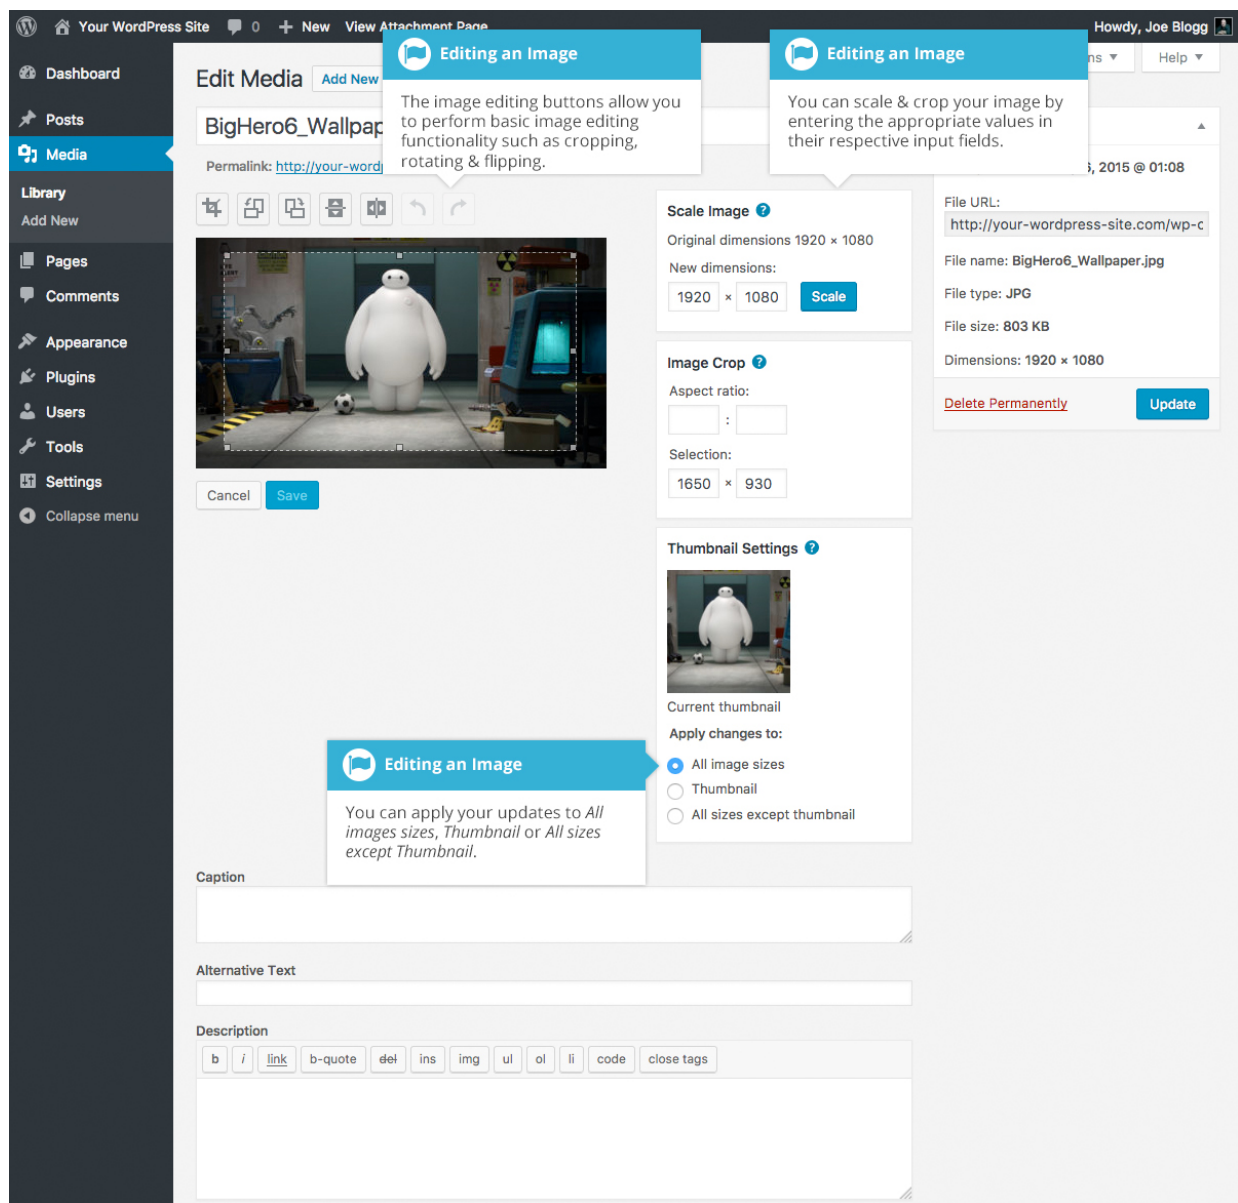 Your WordPress Site 0 + New View Attachment Page Howdy, Joe Blogg
Dashboard
Posts
Media
Library
Add New
Pages
Comments
Appearance
Plugins
Users
Tools
Settings
Collapse menu
Edit Media Add New
Help
BigHero6_Wallpap
Permalink: http://your-wordp
Editing an Image
The image editing buttons allow you
to perform basic image editing
functionality such as cropping,
rotating & flipping.
Editing an Image
You can scale & crop your image by
entering the appropriate values in
their respective input fields.
Cancel Save
Scale Image ?
Original dimensions 1920 × 1080
New dimensions:
1920 × 1080 Scale
Image Crop ?
Aspect ratio:
:
Selection:
1650 × 930
Thumbnail Settings ?
Current thumbnail
Apply changes to:
All image sizes
Thumbnail
All sizes except thumbnail
Editing an Image
You can apply your updates to All
images sizes, Thumbnail or All sizes
except Thumbnail.
, 2015 @ 01:08
File URL:
http://your-wordpress-site.com/wp-c
File name: BigHero6_Wallpaper.jpg
File type: JPG
File size: 803 KB
Dimensions: 1920 × 1080
Delete Permanently Update
Caption
Alternative Text
Description
b i link b-quote del ins img ul ol li code close tags